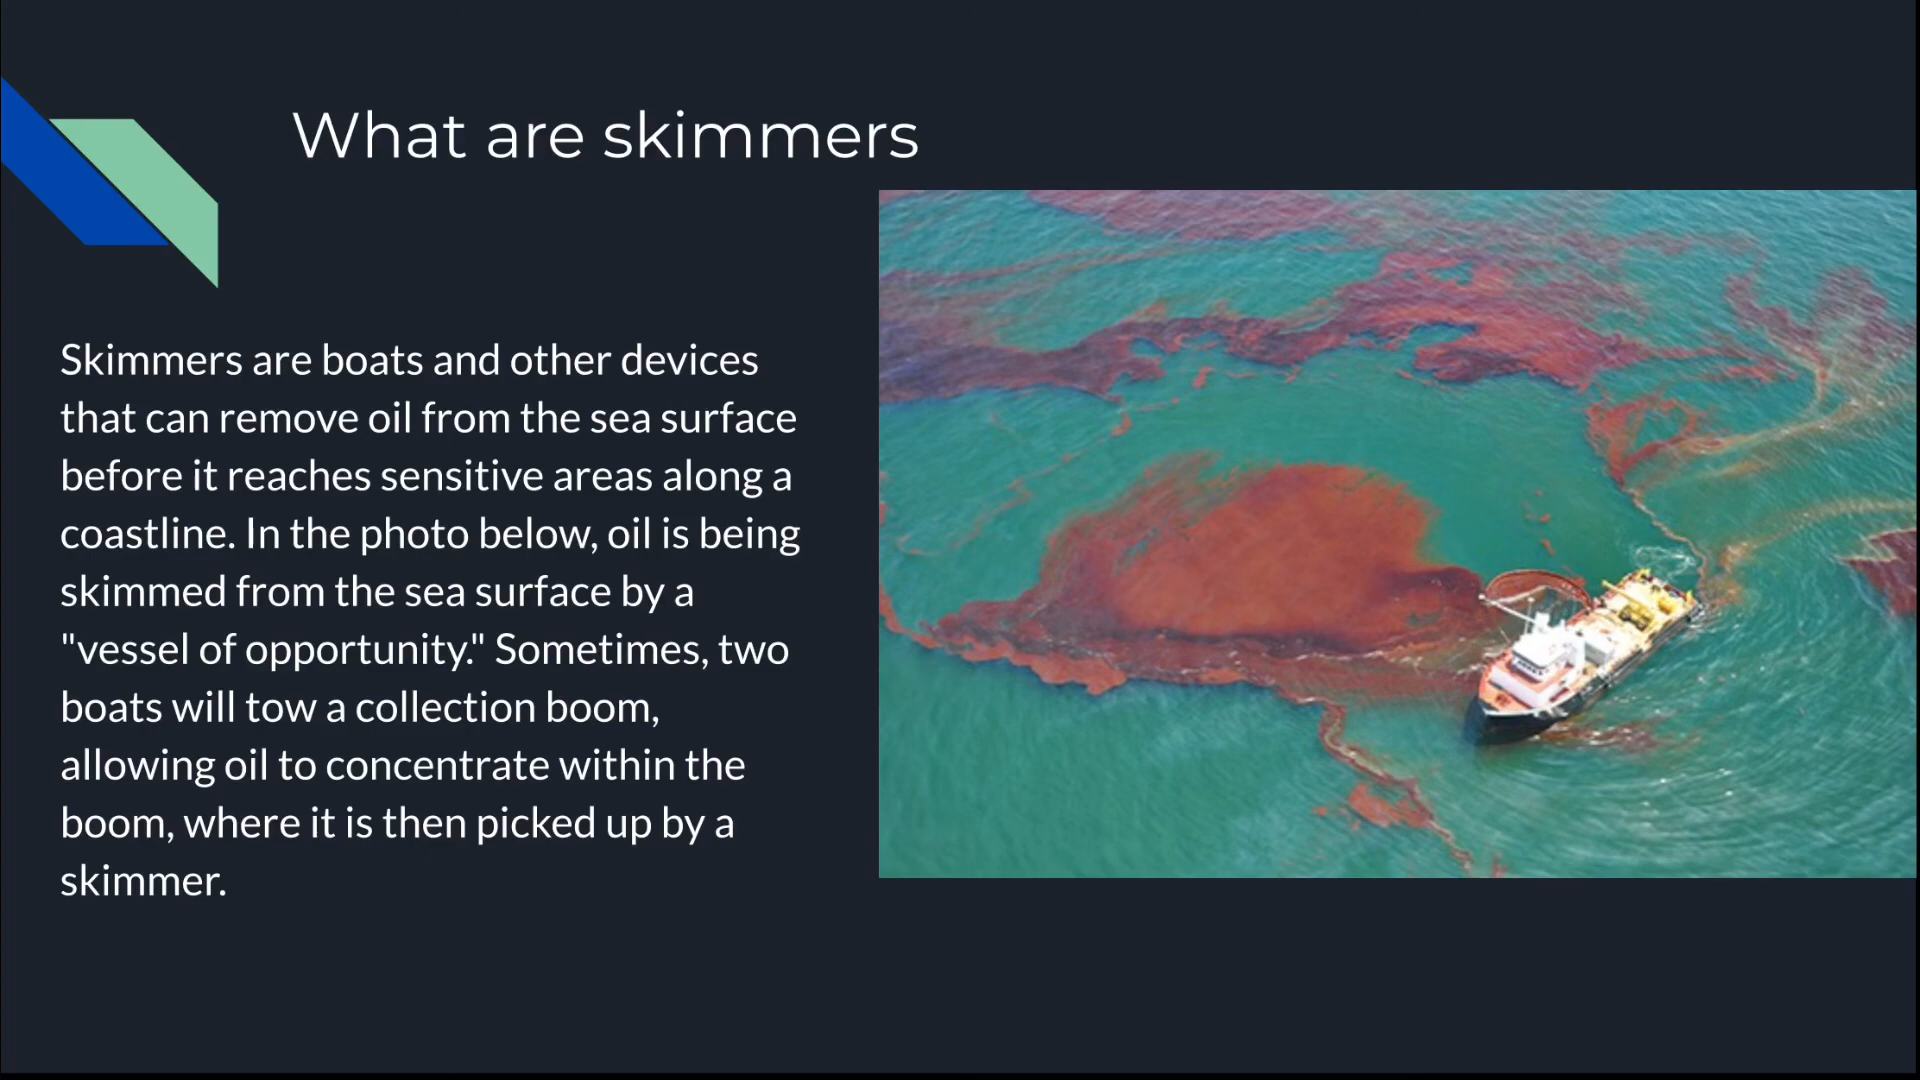 What are skimmers
Skimmers are boats and other devices
that can remove oil from the sea surface
before it reaches sensitive areas along a
coastline. In the photo below, oil is being
skimmed from the sea surface by a
"vessel of opportunity." Sometimes, two
boats will tow a collection boom,
allowing oil to concentrate within the
boom, where it is then picked up by a
skimmer.